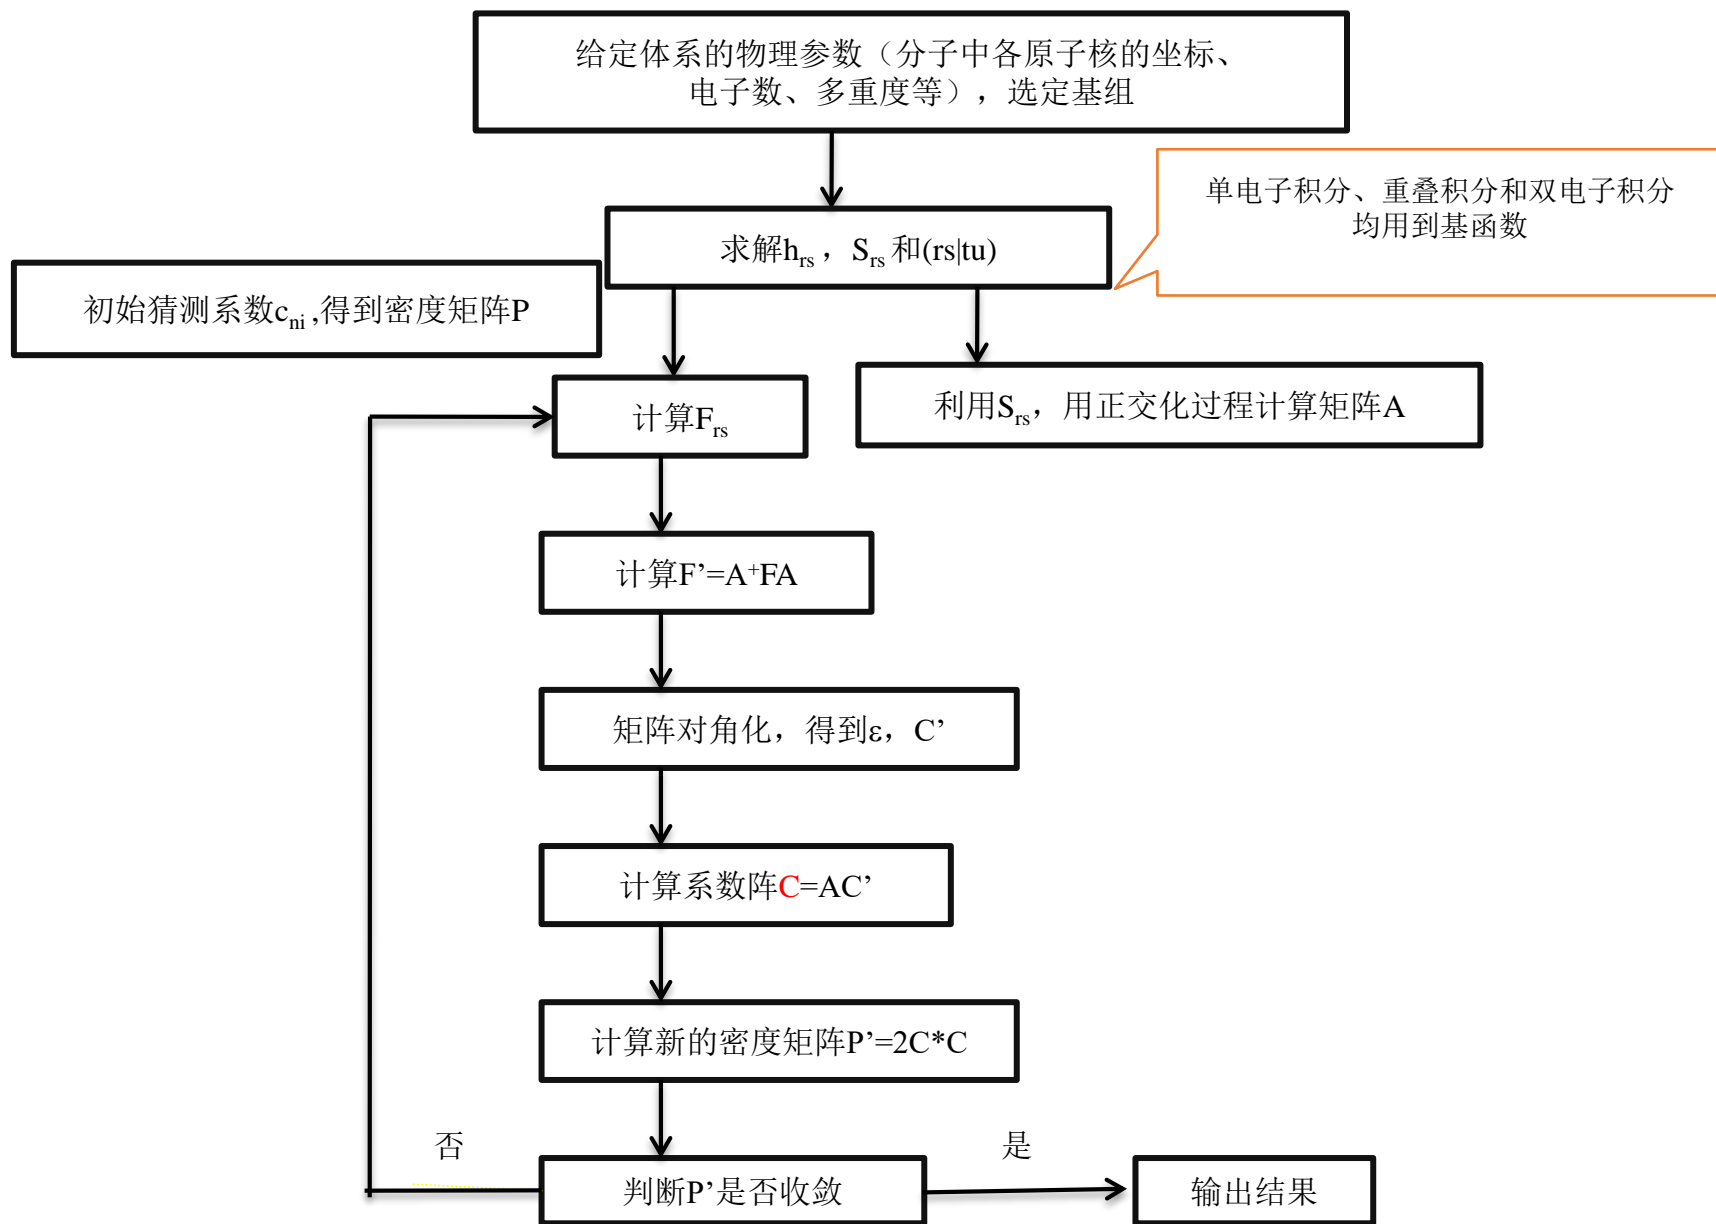 给定体系的物理参数（分子中各原子核的坐标、
电子数、多重度等），选定基组
单电子积分、重叠积分和双电子积分
均用到基函数
求解hrs，Srs和(rs|tu)
初始猜测系数cni,得到密度矩阵P
利用Srs，用正交化过程计算矩阵A
计算Frs
计算F’=A+FA
矩阵对角化，得到ε，C’
计算系数阵C=AC’
计算新的密度矩阵P’=2C*C
否
是
判断P’是否收敛
输出结果